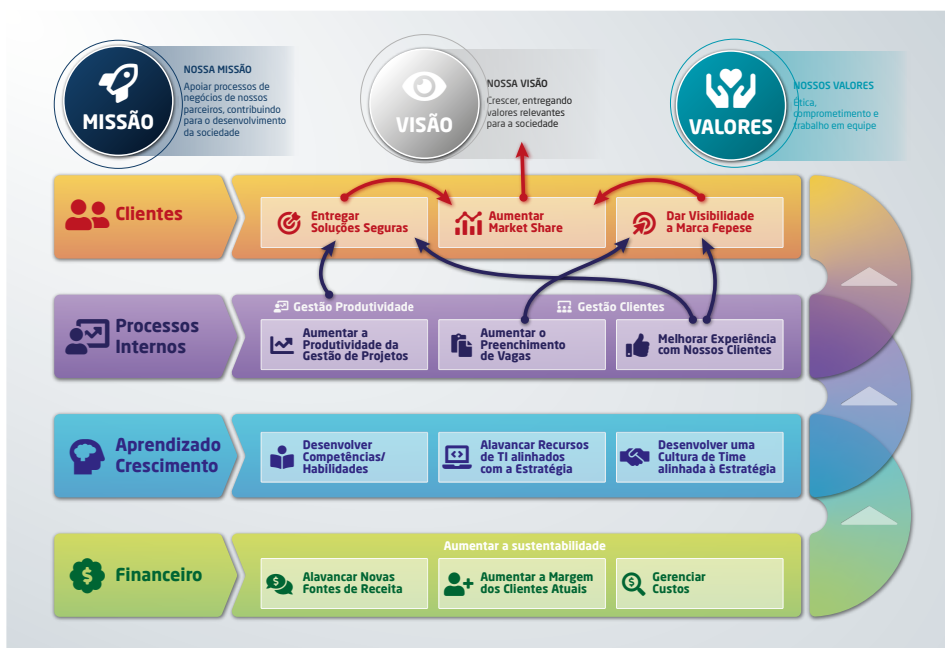 MISSÃO
NOSSA MISSÃO
Apoiar processos de
negócios de nossos
parceiros, contribuindo
para o desenvolvimento
da sociedade
VISÃO
NOSSA VISÃO
Crescer, entregando
valores relevantes
para a sociedade
VALORES
NOSSOS VALORES
Ética,
comprometimento e
trabalho em equipe
Clientes
Entregar
Soluções Seguras
Aumentar
Market Share
Dar Visibilidade
a Marca Fepese
Processos
Internos
Gestão Produtividade
Gestão Clientes
Aumentar a
Produtividade da
Gestão de Projetos
Aumentar o
Preenchimento
de Vagas
Melhorar Experiência
com Nossos Clientes
Aprendizado
Crescimento
Desenvolver
Competências/
Habilidades
Alavancar Recursos
de TI alinhados
com a Estratégia
Desenvolver uma
Cultura de Time
alinhada à Estratégia
Financeiro
Aumentar a sustentabilidade
Alavancar Novas
Fontes de Receita
Aumentar a Margem
dos Clientes Atuais
Gerenciar
Custos